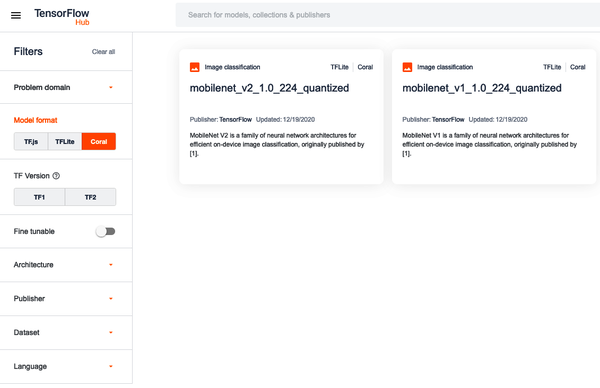 TensorFlow
Hub
Search for models, collections & publishers
Filters
Clear all
Problem domain
Model format
TF.js
TFLite
Coral
TF Version
TF1
TF2
Fine tunable
Architecture
Publisher
Dataset
Language
Image classification
TFLite
Coral
mobilenet_v2_1.0_224_quantized
Publisher: TensorFlow Updated: 12/19/2020
MobileNet V2 is a family of neural network architectures for
efficient on-device image classification, originally published by
[1].
Image classification
TFLite
Coral
mobilenet_v1_1.0_224_quantized
Publisher: TensorFlow Updated: 12/19/2020
MobileNet V1 is a family of neural network architectures for
efficient on-device image classification, originally published by
[1].